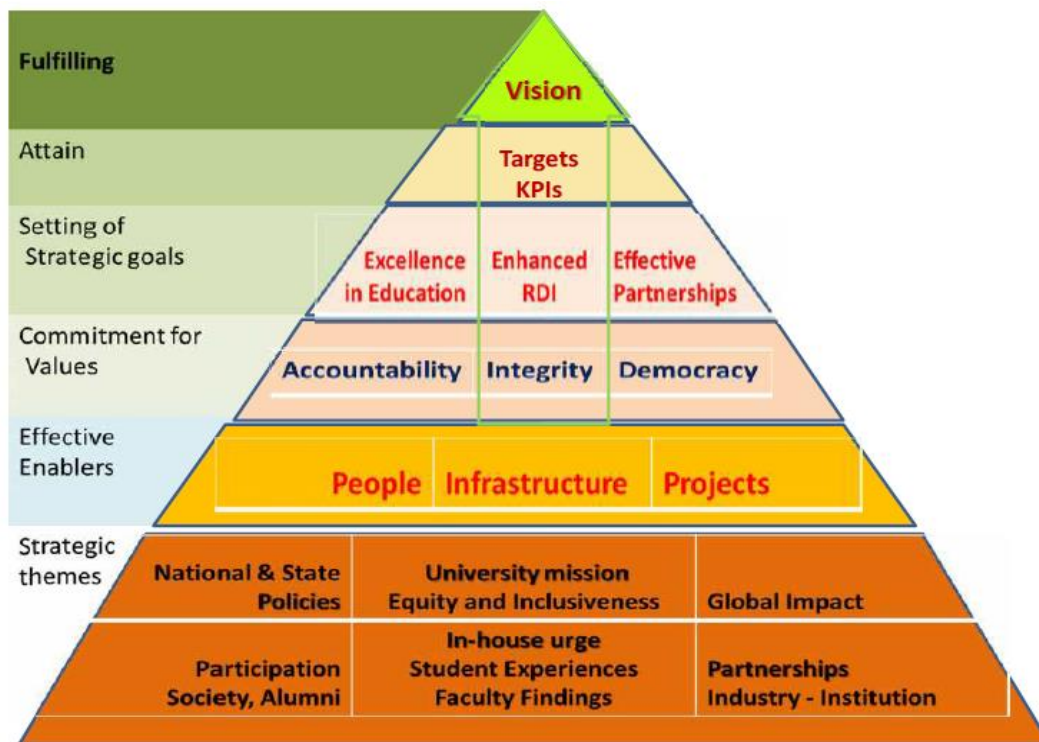 Fulfilling
Vision
Attain
Targets
KPIs
Setting of
Strategic goals
Excellence
in Education
Enhanced
RDI
Effective
Partnerships
Commitment for
Values
Accountability
Integrity
Democracy
Effective
Enablers
People
Infrastructure
Projects
Strategic
themes
National & State
Policies
University mission
Equity and Inclusiveness
Global Impact
Participation
Society, Alumni
In-house urge
Student Experiences
Faculty Findings
Partnerships
Industry - Institution